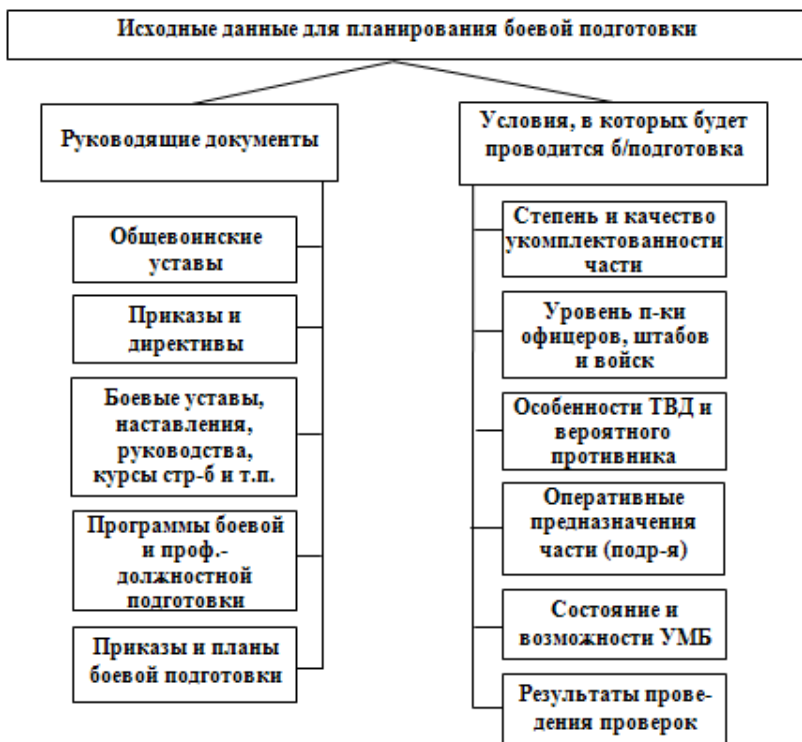 Исходные данные для планирования боевой подготовки
Руководящие документы
Общевоинские
уставы
Приказы и
директивы
Боевые уставы,
наставления,
руководства,
курсы стр-б и т.п.
Программы боевой
и проф.-
должностной
подготовки
Приказы и планы
боевой подготовки
Условия, в которых будет
проводится б/подготовка
Степень и качество
укомплектованности
части
Уровень п-ки
офицеров, штабов
и войск
Особенности ТВД и
вероятного
противника
Оперативные
предназначения
части (подр-я)
Состояние и
возможности УМБ
Результаты прове-
дения проверок